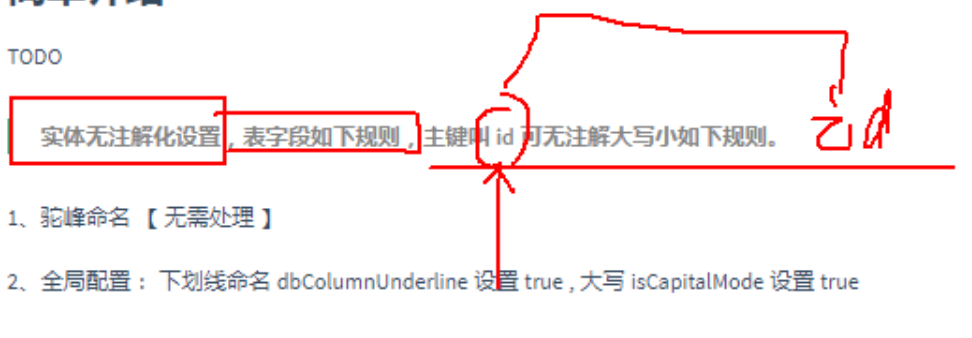 TODO
实体无注解化设置，表字段如下规则，主键叫 id 可无注解大写小如下规则。
1、驼峰命名 【 无需处理 】
2、全局配置： 下划线命名 dbColumnUnderline 设置 true , 大写 isCapitalMode 设置 true